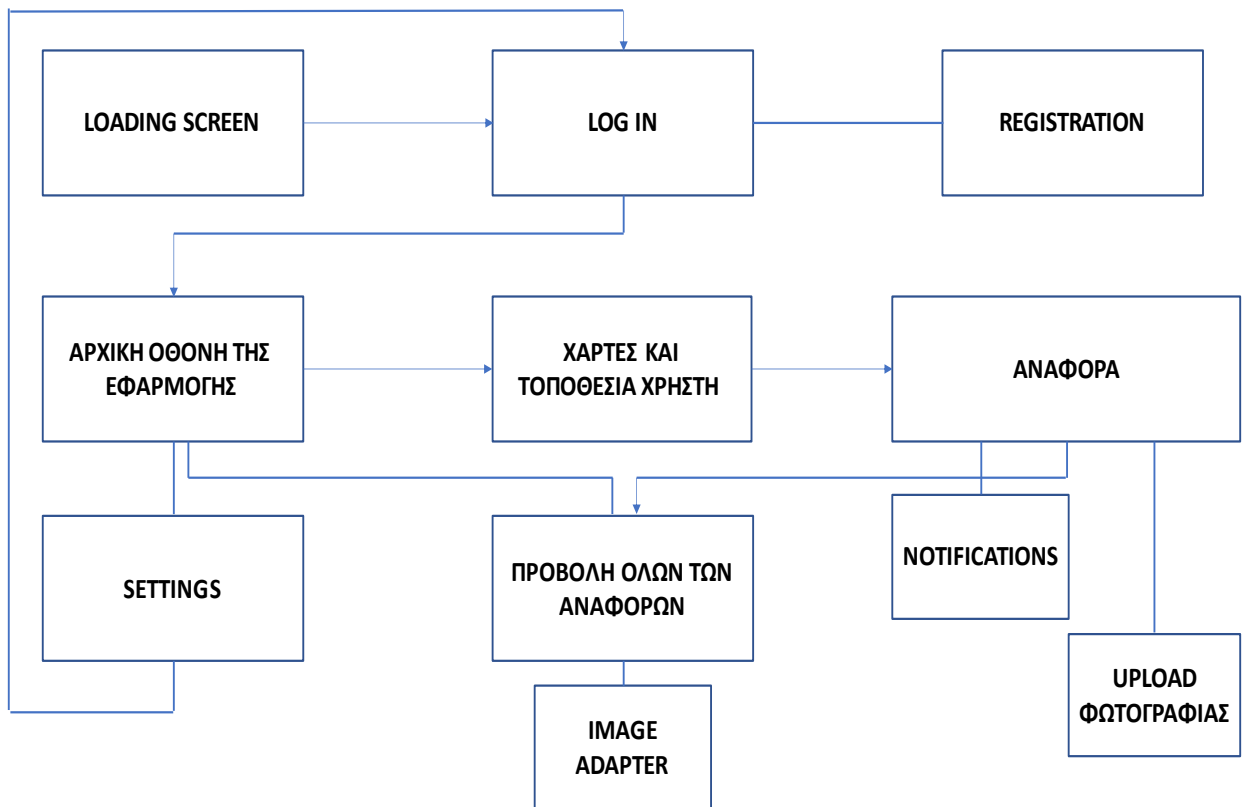 LOADING SCREEN
LOG IN
REGISTRATION
ΑΡΧΙΚΗ ΟΘΟΝΗ ΤΗΣ
ΕΦΑΡΜΟΓΗΣ
ΧΑΡΤΕΣ ΚΑΙ
ΤΟΠΟΘΕΣΙΑ ΧΡΗΣΤΗ
ΑΝΑΦΟΡΑ
SETTINGS
ΠΡΟΒΟΛΗ ΟΛΩΝ ΤΩΝ
ΑΝΑΦΟΡΩΝ
NOTIFICATIONS
UPLOAD
ΦΩΤΟΓΡΑΦΙΑΣ
IMAGE
ADAPTER